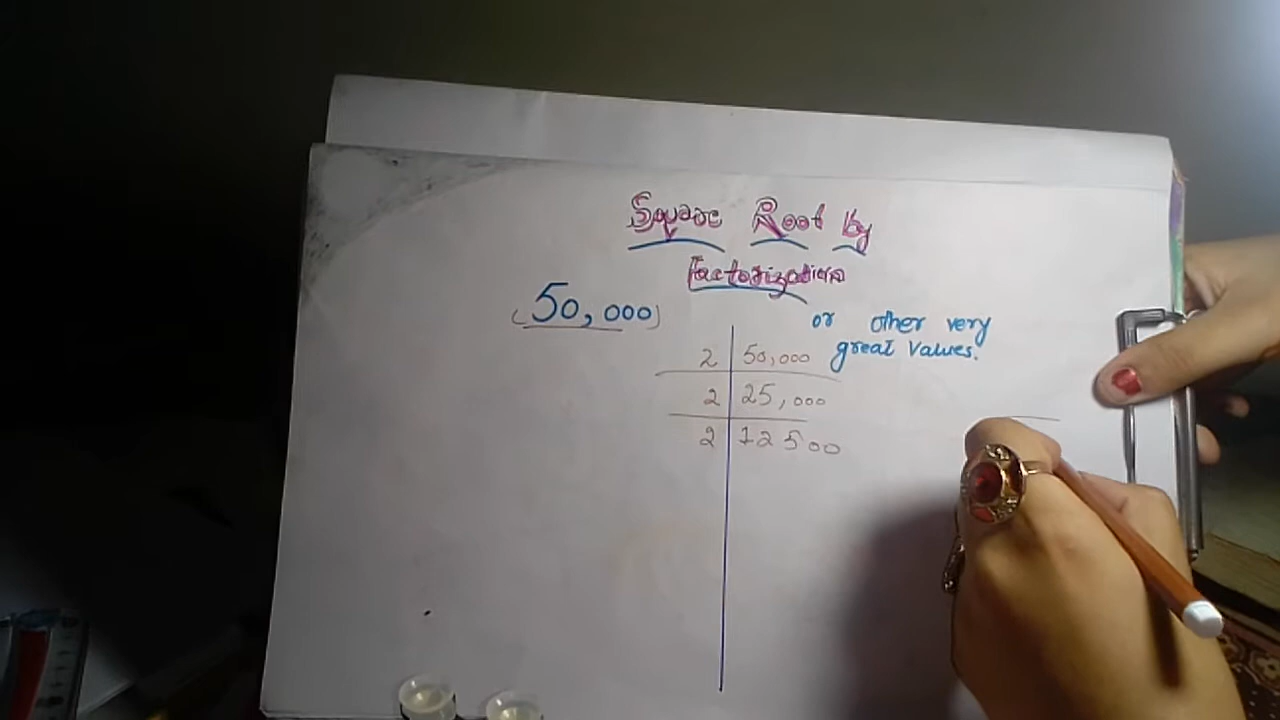 Square Root by
Factorization
(50,000)
or other very
great values.
2 50,000
2 25,000
2 12500